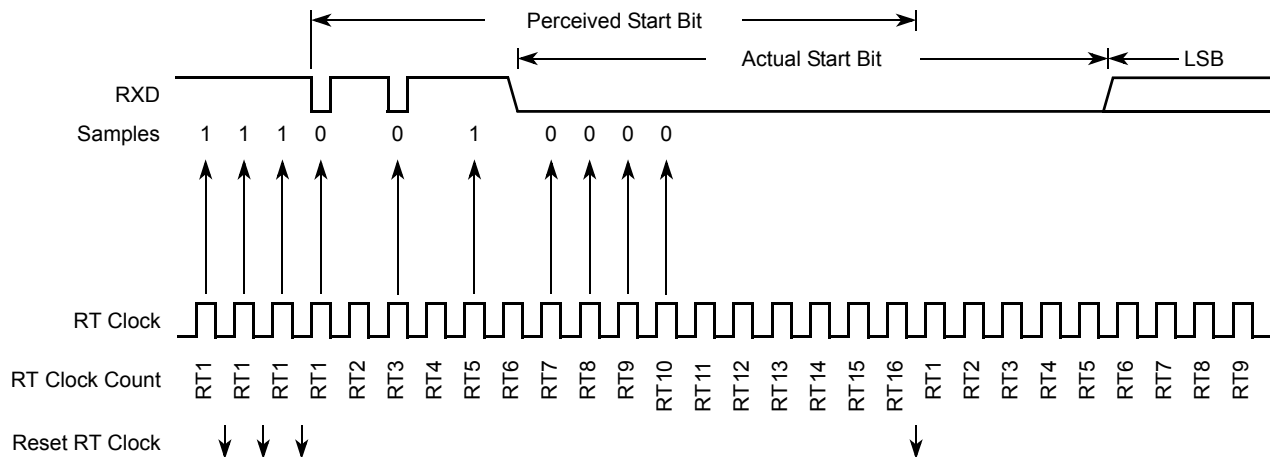 Perceived Start Bit
Actual Start Bit
LSB
RXD
Samples 1 1 1 0 0 1 0 0 0 0
RT Clock
RT Clock Count RT1 RT1 RT1 RT1 RT2 RT3 RT4 RT5 RT6 RT7 RT8 RT9 RT10 RT11 RT12 RT13 RT14 RT15 RT16 RT1 RT2 RT3 RT4 RT5 RT6 RT7 RT8 RT9
Reset RT Clock